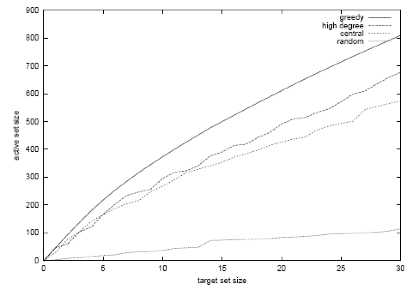 900
800
700
600
500
400
300
200
100
0
active set size
greedy
high degree
central
random
0 5 10 15 20 25 30
target set size